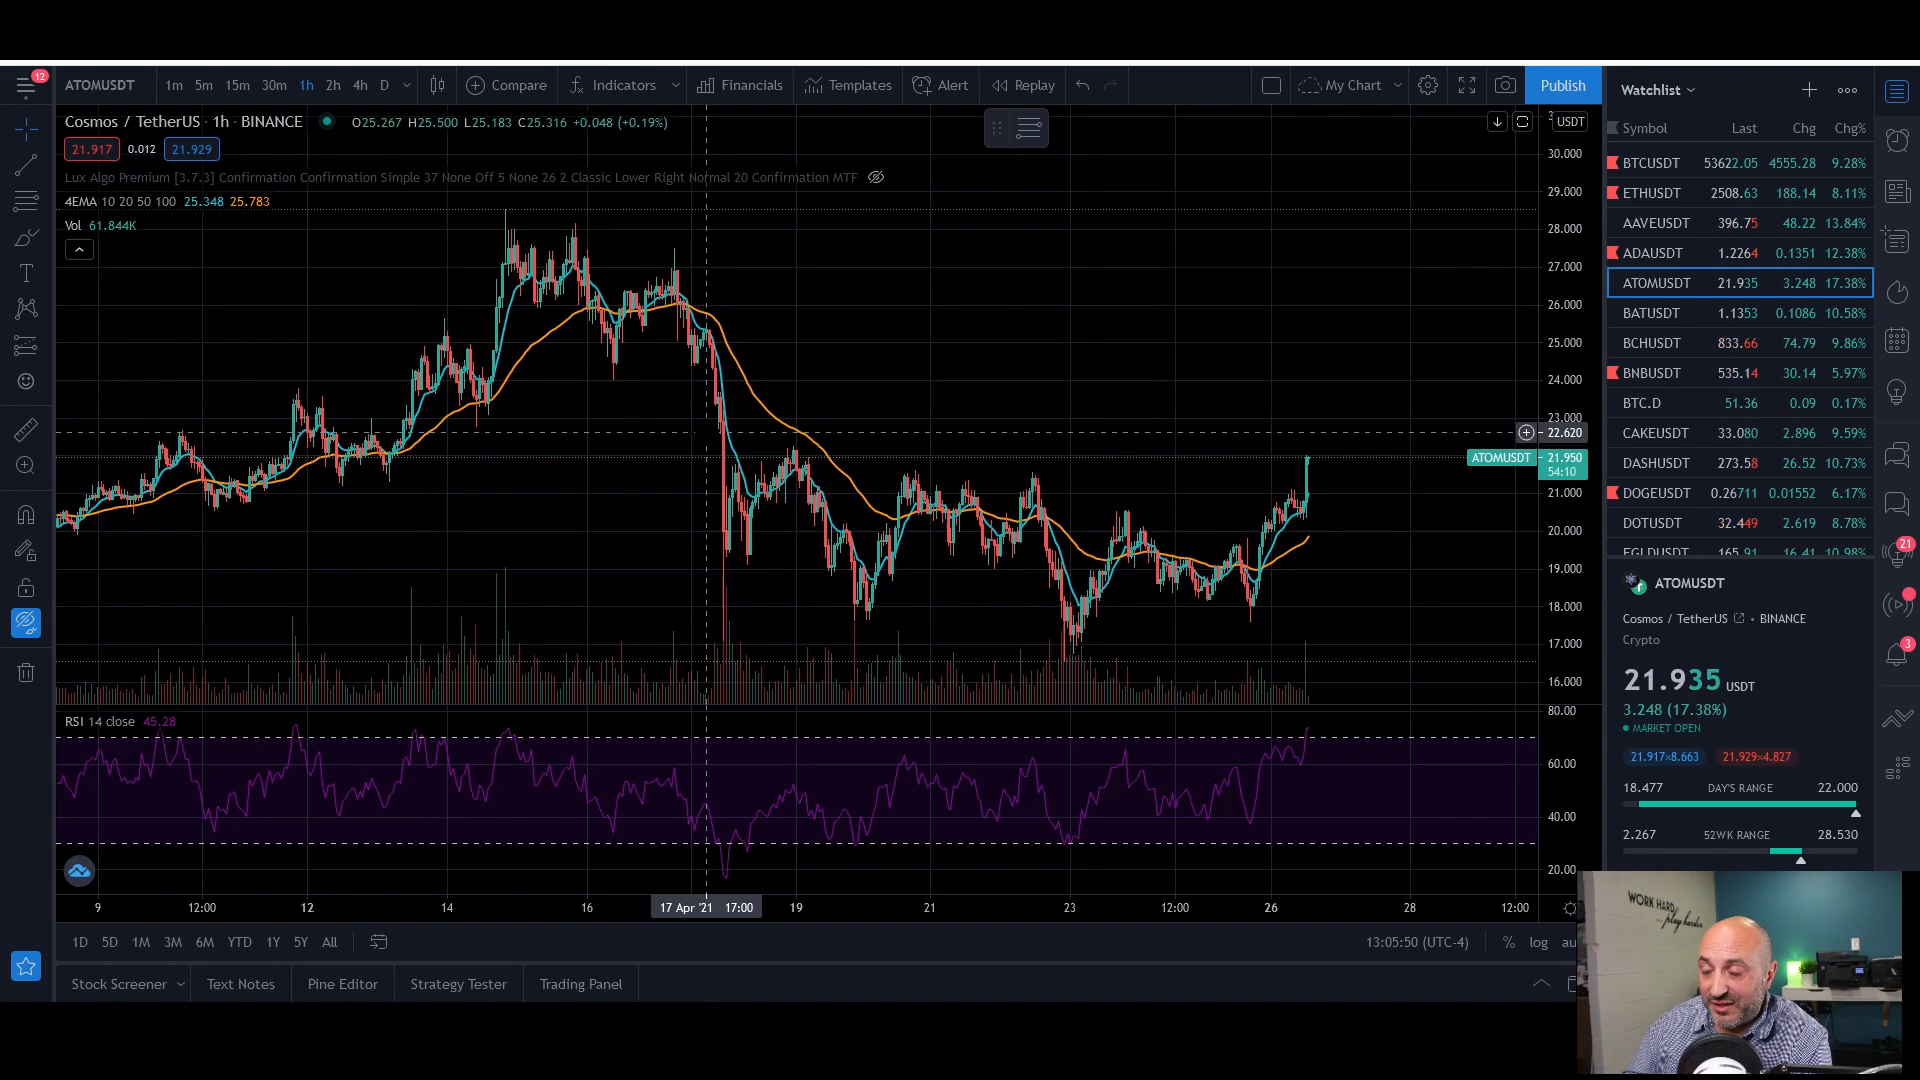 12
ATOMUSDT 1m 5m 15m 30m 1h 2h 4h D Compare Indicators Financials Templates Alert Replay My Chart Publish
Cosmos / TetherUS · 1h · BINANCE O25.267 H25.500 L25.183 C25.316 +0.048 (+0.19%)
21.917 0.012 21.929
Lux Algo Premium [3.7.3] Confirmation Confirmation Simple 37 None Off 5 None 26 2 Classic Lower Right Normal 20 Confirmation MTF
4EMA 10 20 50 100 25.348 25.783
Vol 61.844K
USDT
30.000
29.000
28.000
27.000
26.000
25.000
24.000
23.000
22.620
ATOMUSDT 21.950
54:10
21.000
20.000
19.000
18.000
17.000
16.000
RSI 14 close 45.28
80.00
60.00
40.00
20.00
9 12:00 12 14 16 17 Apr '21 17:00 19 21 23 12:00 26 28 12:00
1D 5D 1M 3M 6M YTD 1Y 5Y All 13:05:50 (UTC-4) % log au
Stock Screener Text Notes Pine Editor Strategy Tester Trading Panel
Watchlist
Symbol Last Chg Chg%
BTCUSDT 53622.05 4555.28 9.28%
ETHUSDT 2508.63 188.14 8.11%
AAVEUSDT 396.75 48.22 13.84%
ADAUSDT 1.2264 0.1351 12.38%
ATOMUSDT 21.935 3.248 17.38%
BATUSDT 1.1353 0.1086 10.58%
BCHUSDT 833.66 74.79 9.86%
BNBUSDT 535.14 30.14 5.97%
BTC.D 51.36 0.09 0.17%
CAKEUSDT 33.080 2.896 9.59%
DASHUSDT 273.58 26.52 10.73%
DOGEUSDT 0.26711 0.01552 6.17%
DOTUSDT 32.449 2.619 8.78%
EGLDUSDT 165.91 16.41 10.98%
ATOMUSDT
Cosmos / TetherUS • BINANCE
Crypto
21.935 USDT
3.248 (17.38%)
MARKET OPEN
21.917×8.663 21.929×4.827
18.477 DAY'S RANGE 22.000
2.267 52WK RANGE 28.530
21
3
WORK HARD
...play harder